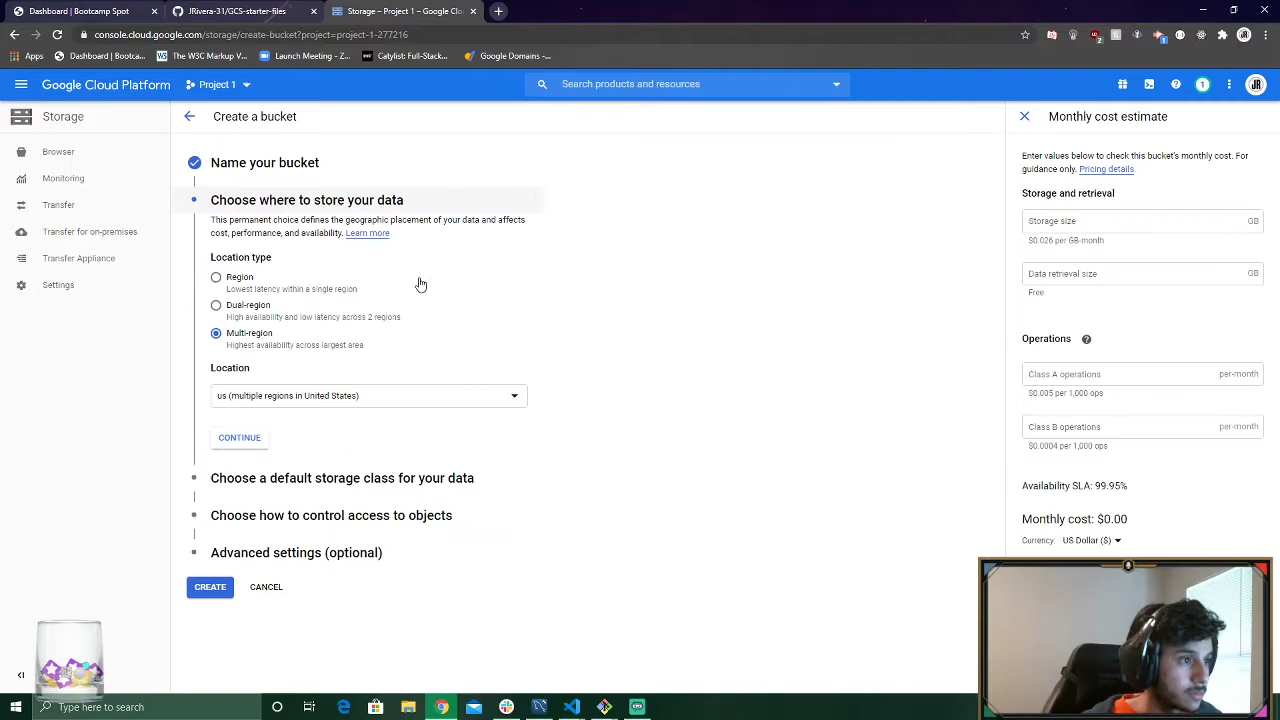 Dashboard | Bootcamp Spot
JRivera-31/GCS-starter-files
Storage – Project 1 – Google Clo
console.cloud.google.com/storage/create-bucket?project=project-1-277216
Apps
Dashboard | Bootca...
The W3C Markup V...
Launch Meeting - Z...
Catylist: Full-Stack...
Google Domains -...
Google Cloud Platform
Project 1
Search products and resources
1
JR
Storage
Create a bucket
Monthly cost estimate
Browser
Monitoring
Transfer
Transfer for on-premises
Transfer Appliance
Settings
Name your bucket
Choose where to store your data
This permanent choice defines the geographic placement of your data and affects
cost, performance, and availability. Learn more
Location type
Region
Lowest latency within a single region
Dual-region
High availability and low latency across 2 regions
Multi-region
Highest availability across largest area
Location
us (multiple regions in United States)
CONTINUE
Choose a default storage class for your data
Choose how to control access to objects
Advanced settings (optional)
CREATE
CANCEL
Enter values below to check this bucket's monthly cost. For
guidance only. Pricing details
Storage and retrieval
Storage size
GB
$0.026 per GB-month
Data retrieval size
GB
Free
Operations
Class A operations
per-month
$0.005 per 1,000 ops
Class B operations
per-month
$0.0004 per 1,000 ops
Availability SLA: 99.95%
Monthly cost: $0.00
Currency: US Dollar ($)
Type here to search